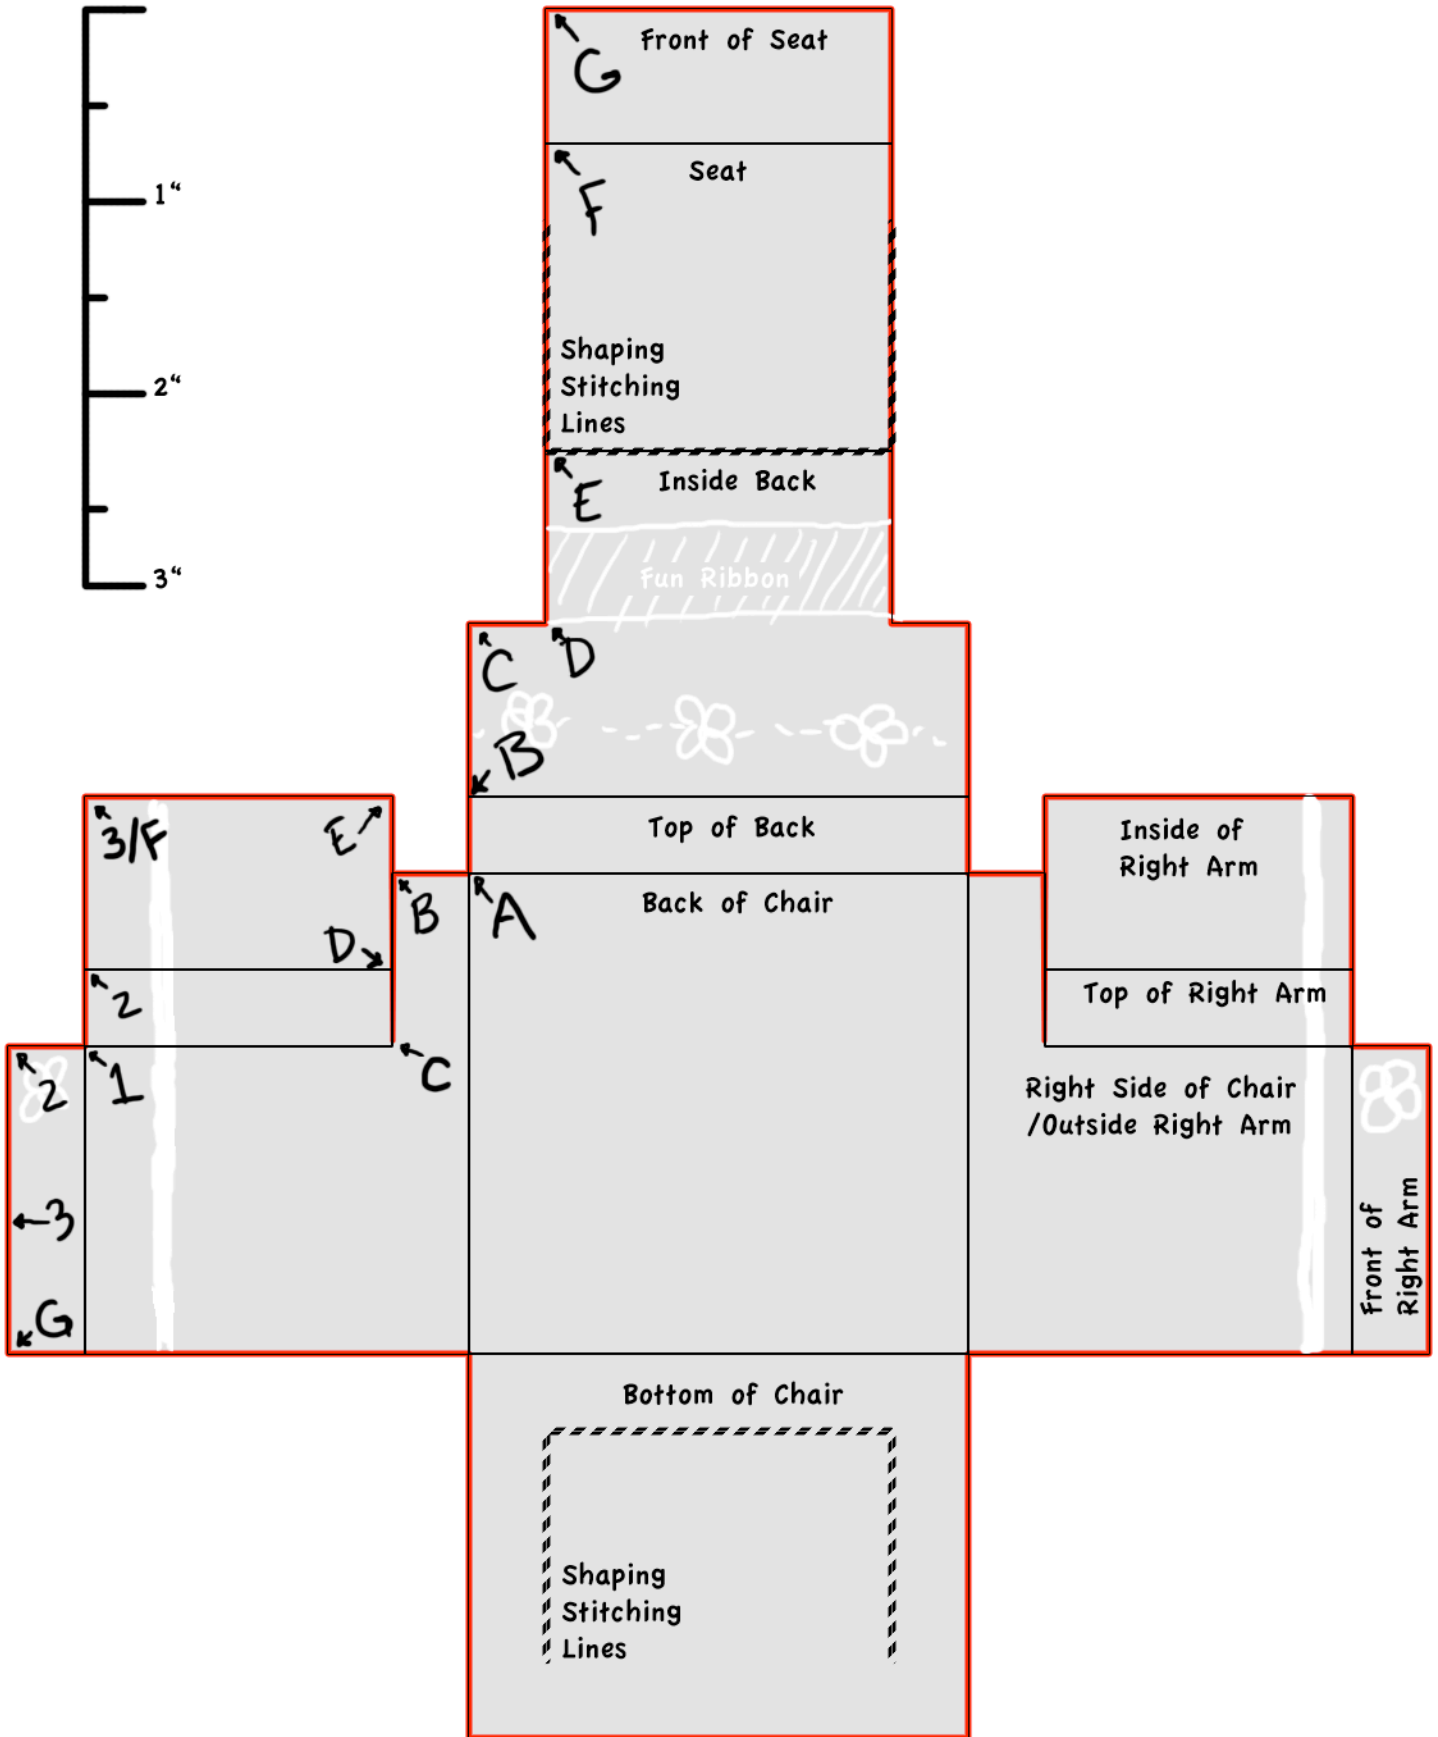 Front of Seat
G
1"
Seat
F
Shaping
Stitching
Lines
2"
Inside Back
E
Fun Ribbon
3"
C
D
B
Top of Back
3/F
E
Inside of
Right Arm
B
A
Back of Chair
D
2
Top of Right Arm
2
1
C
Right Side of Chair
/Outside Right Arm
3
G
Front of
Right Arm
Bottom of Chair
Shaping
Stitching
Lines